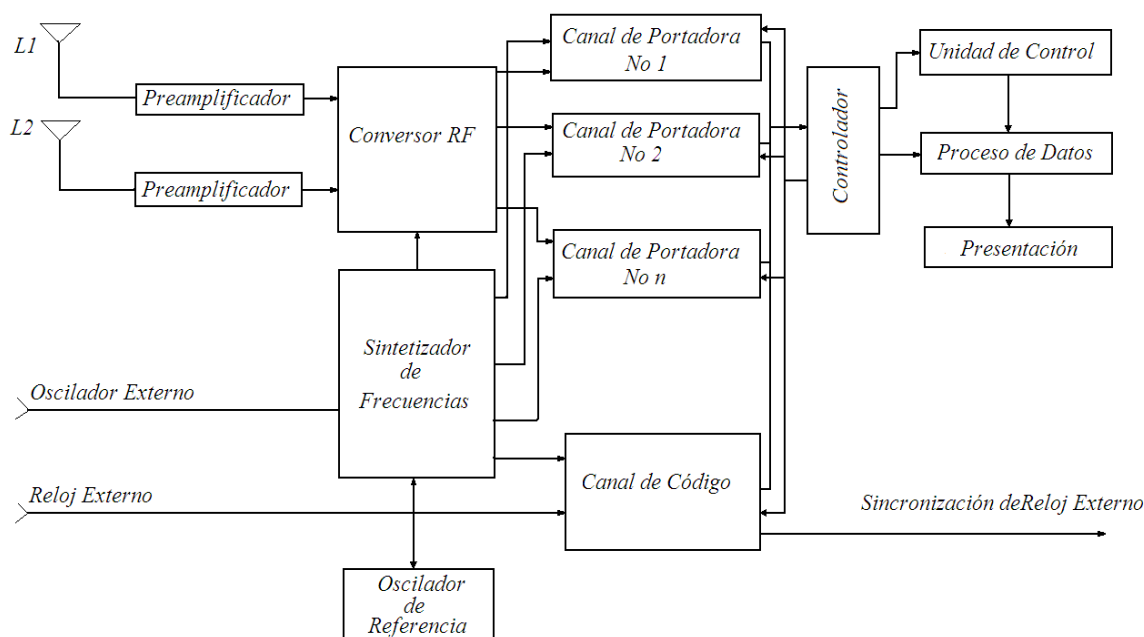 L1
Preamplificador
L2
Preamplificador
Conversor RF
Canal de Portadora
No 1
Canal de Portadora
No 2
Canal de Portadora
No n
Controlador
Unidad de Control
Proceso de Datos
Presentación
Sintetizador
de
Frecuencias
Oscilador Externo
Reloj Externo
Canal de Código
Sincronización deReloj Externo
Oscilador
de
Referencia